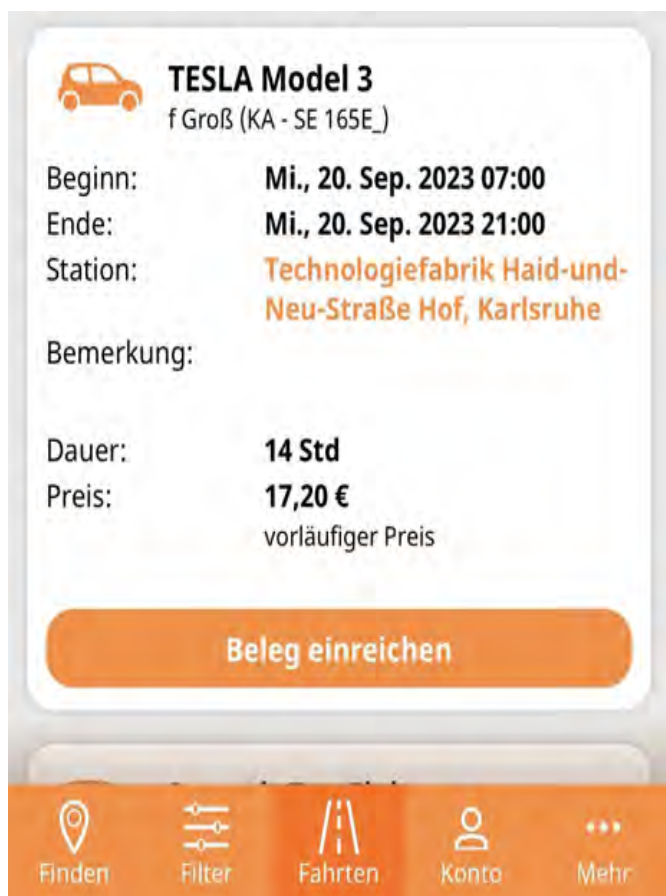 TESLA Model 3
f Groß (KA - SE 165E_)
Beginn: Mi., 20. Sep. 2023 07:00
Ende: Mi., 20. Sep. 2023 21:00
Station: Technologiefabrik Haid-und-
Neu-Straße Hof, Karlsruhe
Bemerkung:
Dauer: 14 Std
Preis: 17,20 €
vorläufiger Preis
Beleg einreichen
Finden Filter Fahrten Konto Mehr